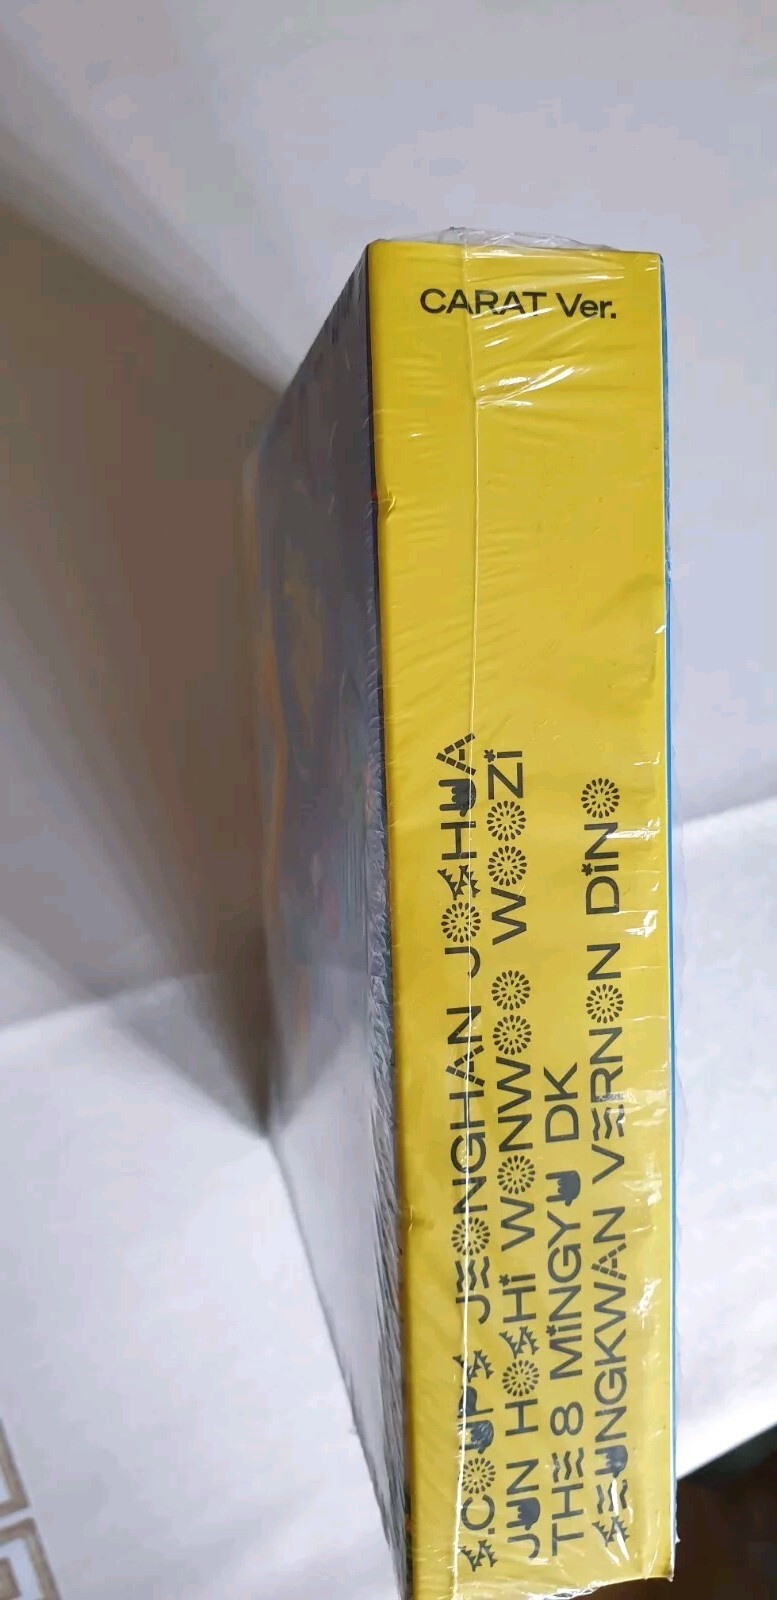 CARAT Ver.
S.COUPS JEONGHAN JOSHUA
JUN HOSHi WONWOO WOOZi
THE 8 MiNGYU DK
SEUNGKWAN VERNON DiNO